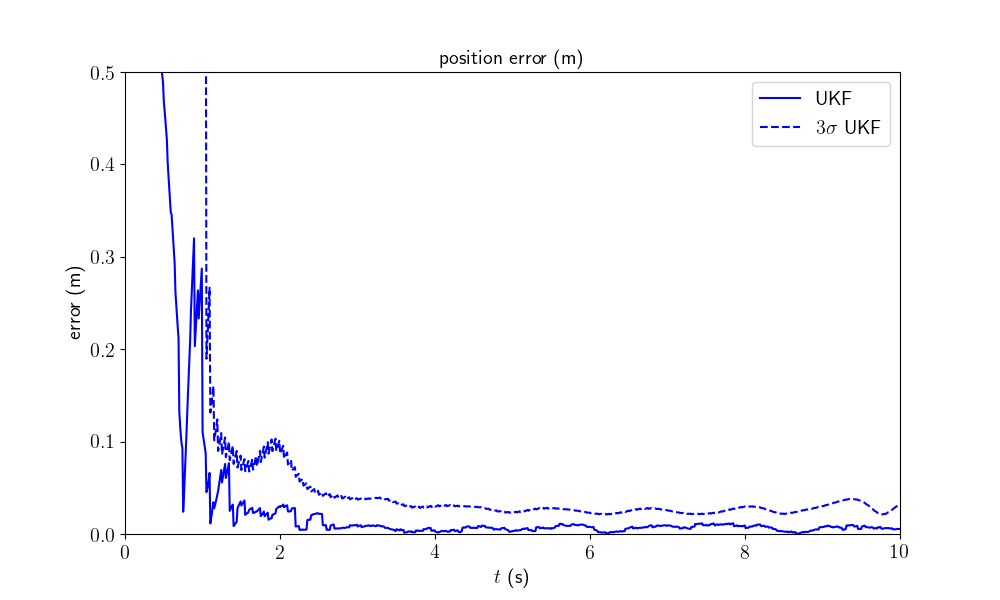 position error (m)
0.5
0.4
0.3
0.2
0.1
0.0
error (m)
UKF
3σ UKF
0 2 4 6 8 10
t (s)